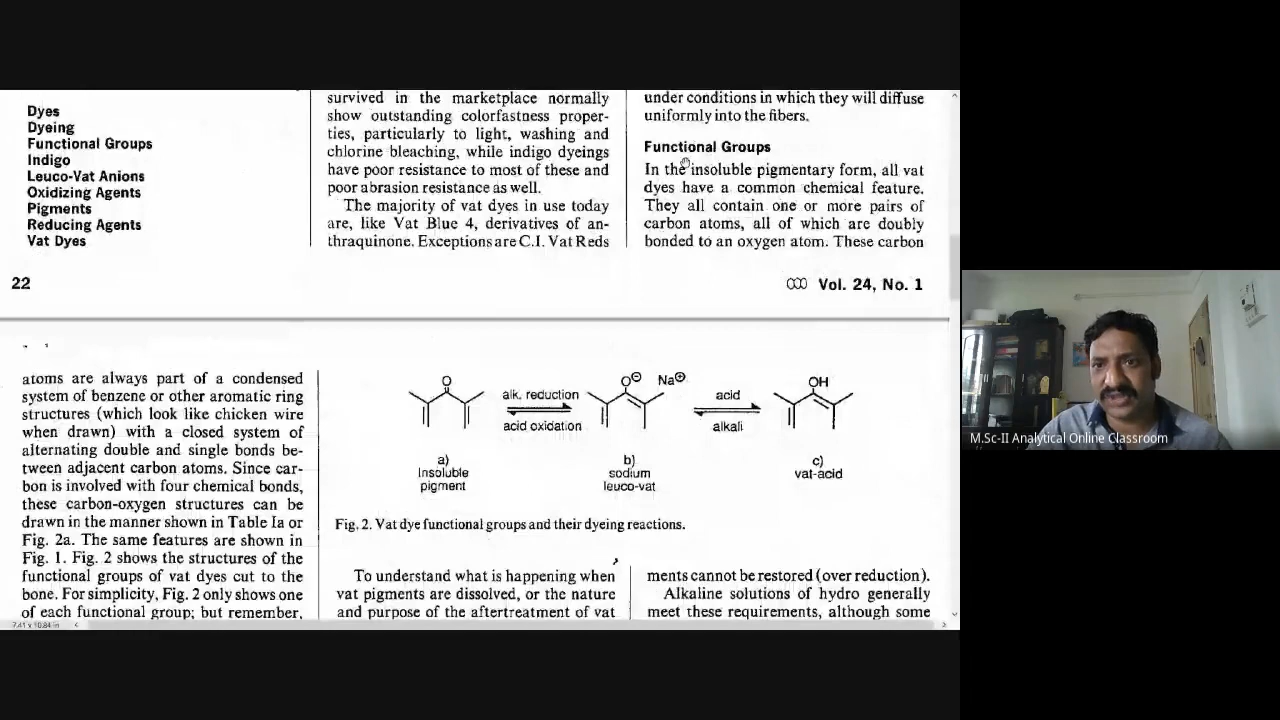 Dyes
Dyeing
Functional Groups
Indigo
Leuco-Vat Anions
Oxidizing Agents
Pigments
Reducing Agents
Vat Dyes
survived in the marketplace normally
show outstanding colorfastness proper-
ties, particularly to light, washing and
chlorine bleaching, while indigo dyeings
have poor resistance to most of these and
poor abrasion resistance as well.
The majority of vat dyes in use today
are, like Vat Blue 4, derivatives of an-
thraquinone. Exceptions are C.I. Vat Reds
under conditions in which they will diffuse
uniformly into the fibers.
Functional Groups
In the insoluble pigmentary form, all vat
dyes have a common chemical feature.
They all contain one or more pairs of
carbon atoms, all of which are doubly
bonded to an oxygen atom. These carbon
22
Vol. 24, No. 1
atoms are always part of a condensed
system of benzene or other aromatic ring
structures (which look like chicken wire
when drawn) with a closed system of
alternating double and single bonds be-
tween adjacent carbon atoms. Since car-
bon is involved with four chemical bonds,
these carbon-oxygen structures can be
drawn in the manner shown in Table Ia or
Fig. 2a. The same features are shown in
Fig. 1. Fig. 2 shows the structures of the
functional groups of vat dyes cut to the
bone. For simplicity, Fig. 2 only shows one
of each functional group; but remember,
O
alk. reduction
acid oxidation
O⊖ Na⊕
acid
alkali
OH
a)
Insoluble
pigment
b)
sodium
leuco-vat
c)
vat-acid
Fig. 2. Vat dye functional groups and their dyeing reactions.
To understand what is happening when
vat pigments are dissolved, or the nature
and purpose of the aftertreatment of vat
ments cannot be restored (over reduction).
Alkaline solutions of hydro generally
meet these requirements, although some
7.41 x 10.84 in
M.Sc-II Analytical Online Classroom